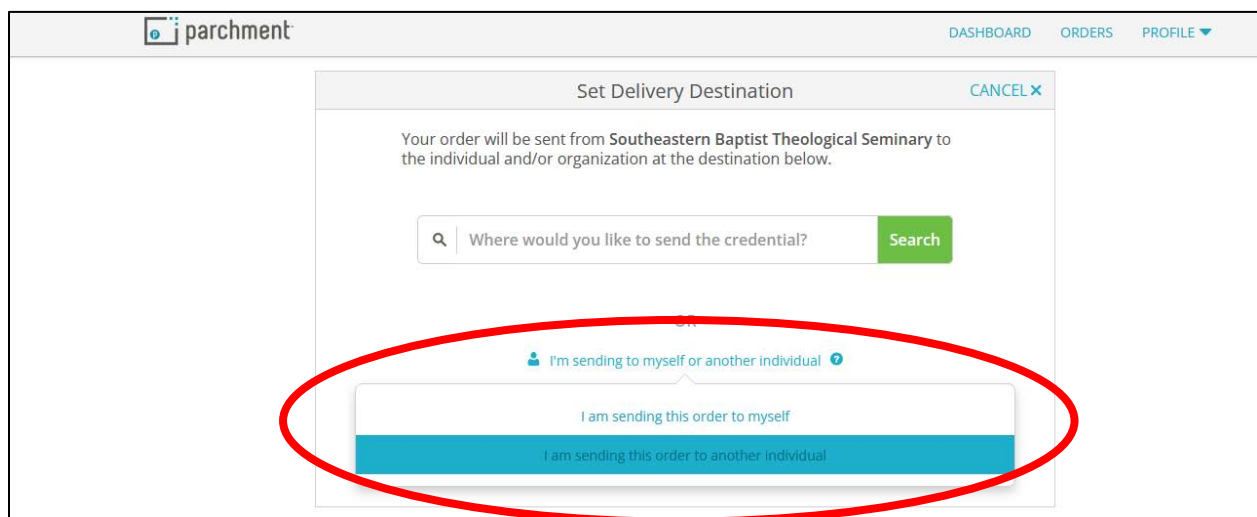 parchment
DASHBOARD ORDERS PROFILE
Set Delivery Destination CANCEL
Your order will be sent from Southeastern Baptist Theological Seminary to
the individual and/or organization at the destination below.
Where would you like to send the credential? Search
OR
I'm sending to myself or another individual
I am sending this order to myself
I am sending this order to another individual